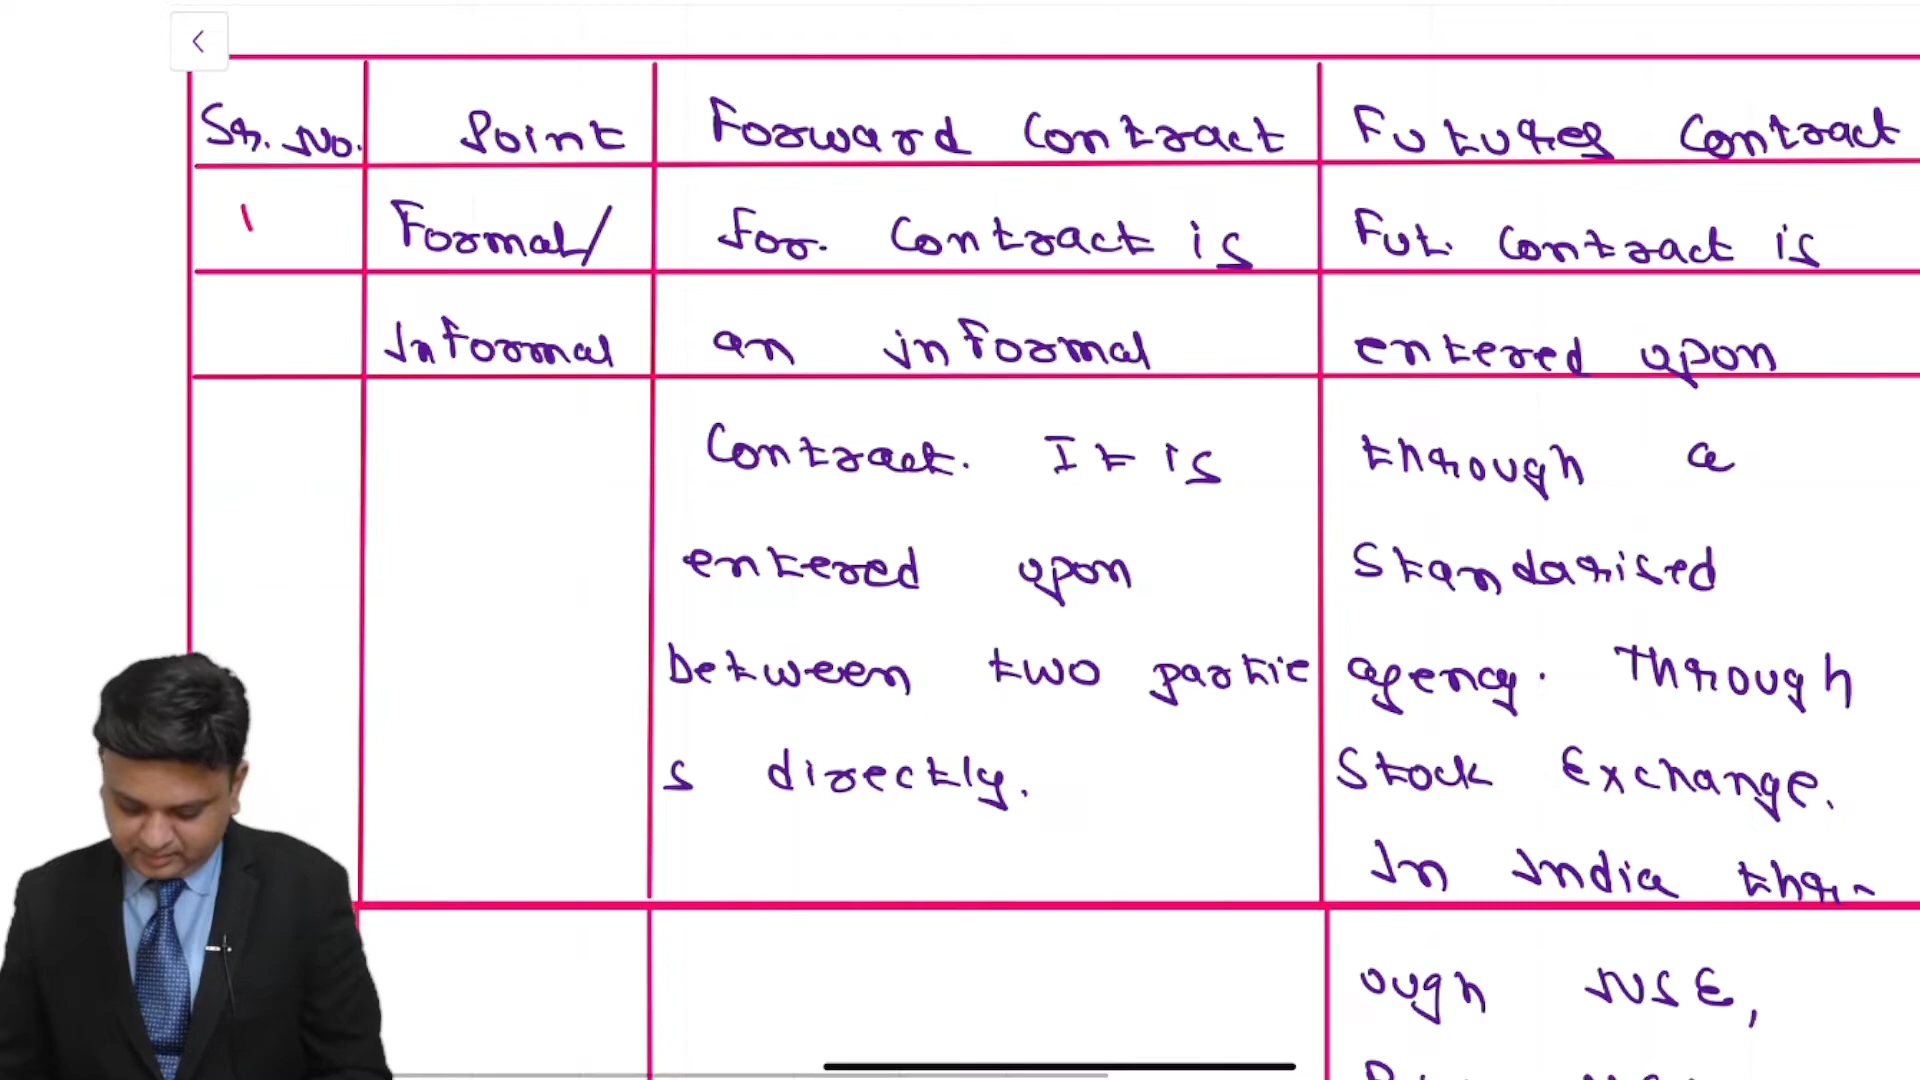 Sr. No. Point Forward Contract Futures Contract
1 Formal/ For. Contract is Fut. Contract is
Informal an informal entered upon
Contract. It is through a
entered upon Standarised
between two partie agency. Through
s directly. Stock Exchange.
In India thr-
ough NSE,